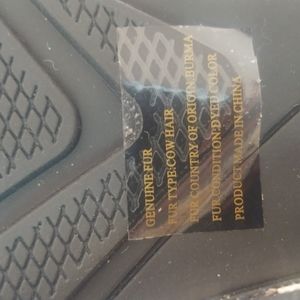 GENUINE FUR
FUR TYPE:COW HAIR
FUR COUNTRY OF ORIGIN:BURMA
FUR CONDITION:DYED COLOR
PRODUCT MADE IN CHINA